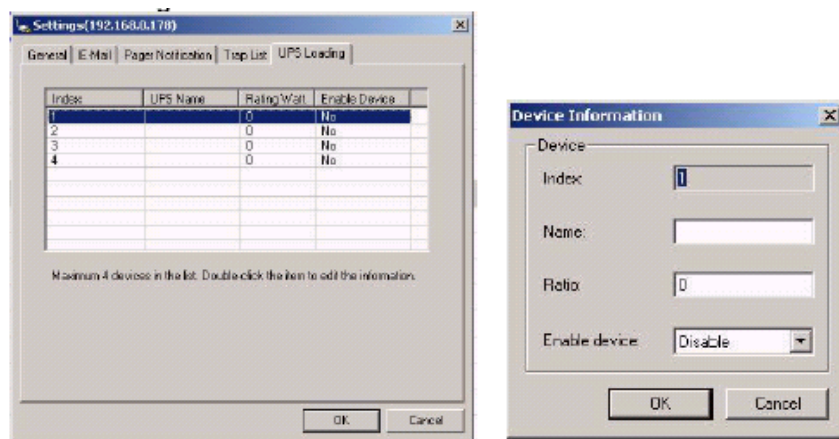 Settings(192.168.0.178)
General E-Mail Pager Notification Trap List UPS Loading
Index UPS Name Rating Watt Enable Device
1 0 No
2 0 No
3 0 No
4 0 No
Maximum 4 devices in the list. Double-click the item to edit the information.
OK Cancel
Device Information
Device
Index: 1
Name:
Ratio: 0
Enable device: Disable
OK Cancel